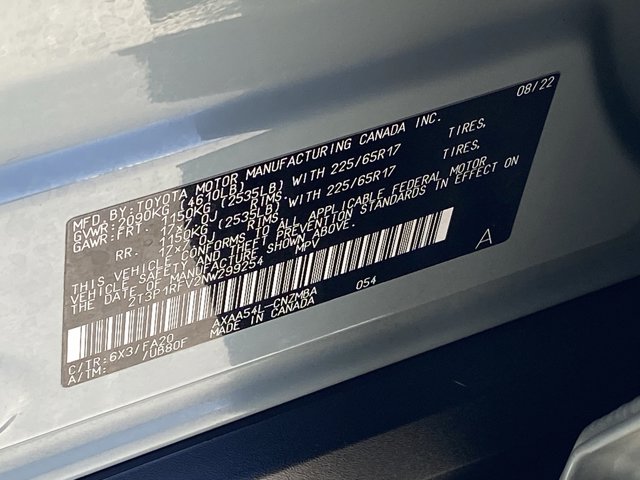 08/22
MFD. BY: TOYOTA MOTOR MANUFACTURING CANADA INC.
GVWR: 2090KG (4610LB)
GAWR: FRT. 1150KG (2535LB) WITH 225/65R17 TIRES,
17X7.0J RIMS
RR. 1150KG (2535LB) WITH 225/65R17 TIRES,
17X7.0J RIMS
THIS VEHICLE CONFORMS TO ALL APPLICABLE FEDERAL MOTOR
VEHICLE SAFETY AND THEFT PREVENTION STANDARDS IN EFFECT ON
THE DATE OF MANUFACTURE SHOWN ABOVE.
2T3F1RFV2NW299254 MPV
A
C/TR: 6X3/FA20 AXAA54L-CNZMBA 054
A/TM: /UB80F MADE IN CANADA